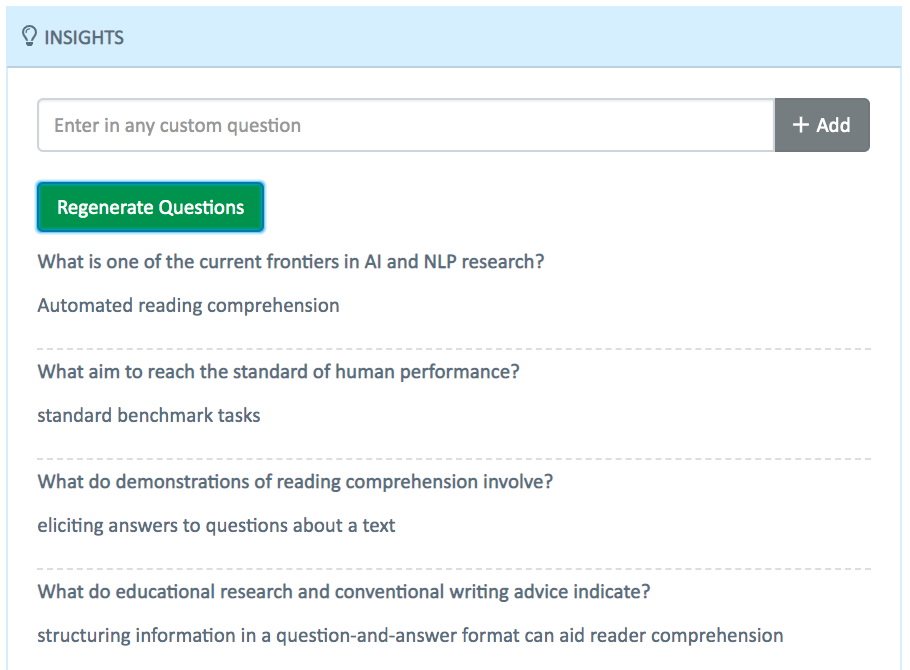 INSIGHTS
Enter in any custom question
+ Add
Regenerate Questions
What is one of the current frontiers in AI and NLP research?
Automated reading comprehension
What aim to reach the standard of human performance?
standard benchmark tasks
What do demonstrations of reading comprehension involve?
eliciting answers to questions about a text
What do educational research and conventional writing advice indicate?
structuring information in a question-and-answer format can aid reader comprehension